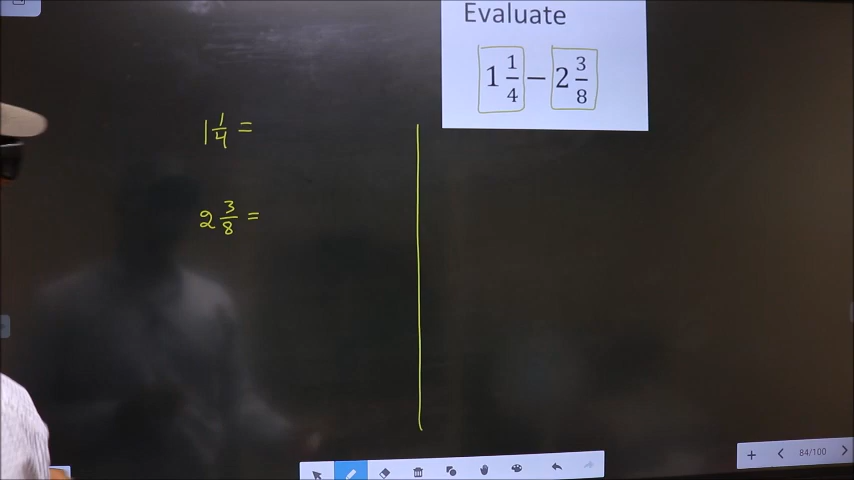 Evaluate
1 1/4 − 2 3/8
1 1/4 =
2 3/8 =
84/100